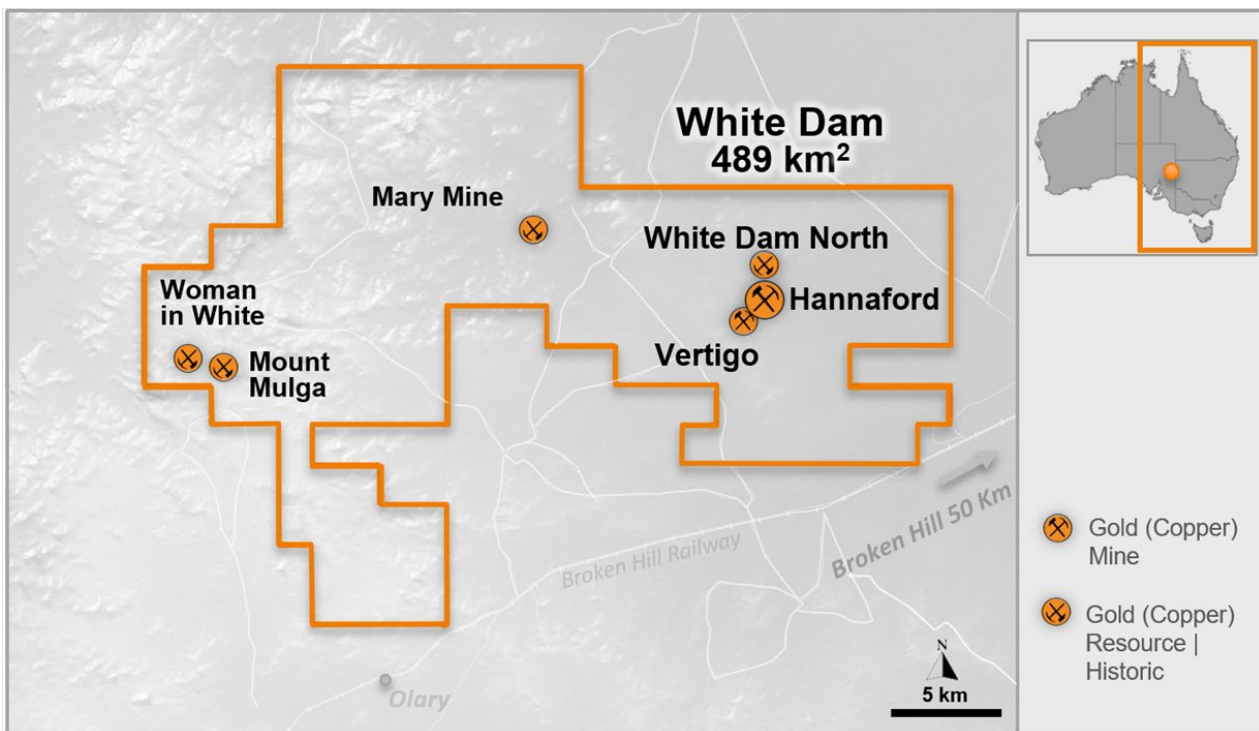 White Dam
489 km²
Mary Mine
White Dam North
Hannaford
Vertigo
Woman
in White
Mount
Mulga
Broken Hill 50 Km
Broken Hill Railway
Olary
N
5 km
Gold (Copper)
Mine
Gold (Copper)
Resource |
Historic